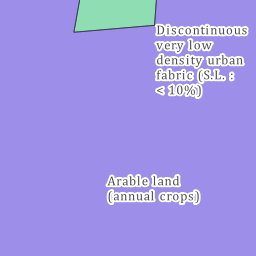 Discontinuous
very low
density urban
fabric (S.L. :
< 10%)
Arable land
(annual crops)